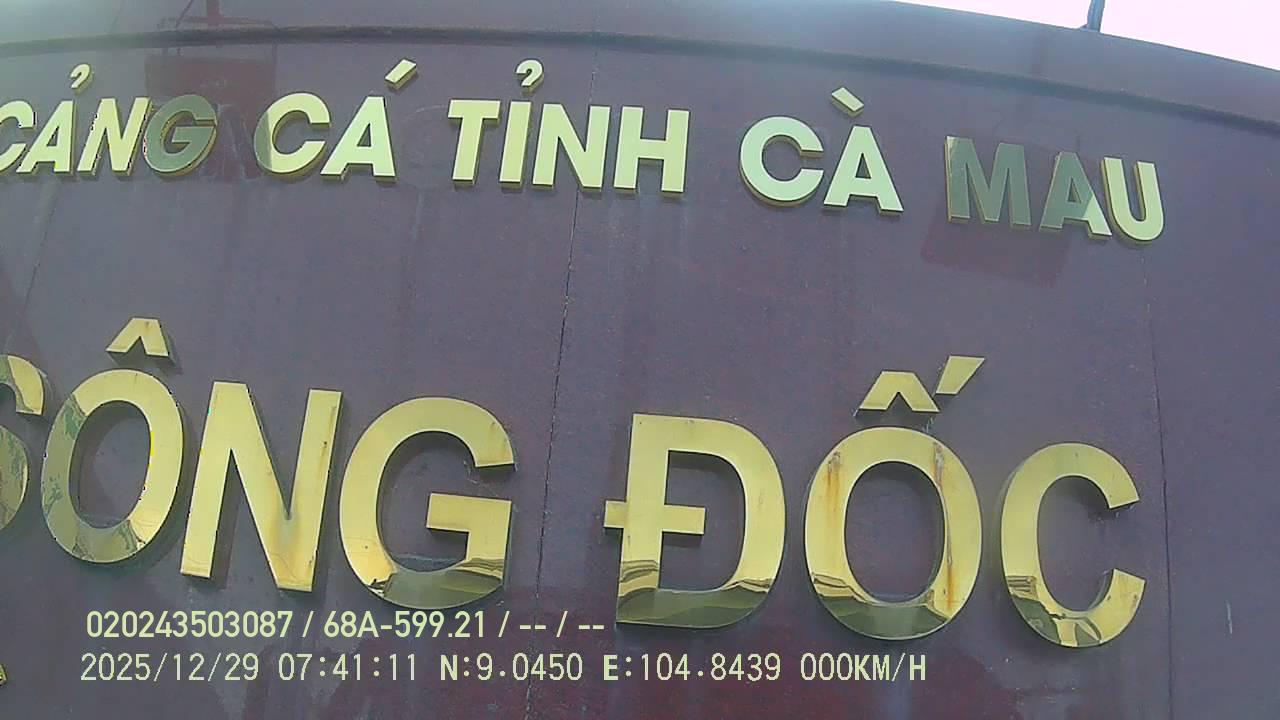 CẢNG CÁ TỈNH CÀ MAU
SÔNG ĐỐC
020243503087 / 68A-599.21 / -- / --
2025/12/29 07:41:11 N:9.0450 E:104.8439 000KM/H